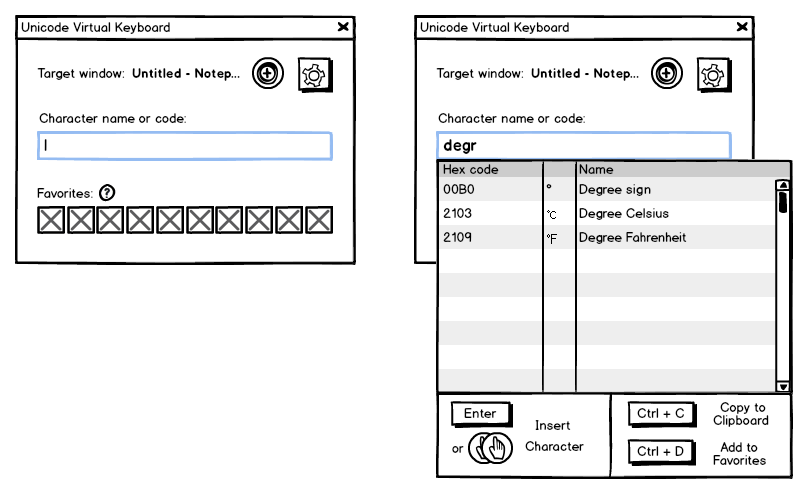 Unicode Virtual Keyboard
Target window: Untitled - Notep...
Character name or code:
Favorites: ?
Unicode Virtual Keyboard
Target window: Untitled - Notep...
Character name or code:
degr
Hex code Name
00B0 ° Degree sign
2103 ℃ Degree Celsius
2109 ℉ Degree Fahrenheit
Enter
or
Insert
Character
Ctrl + C
Copy to
Clipboard
Ctrl + D
Add to
Favorites